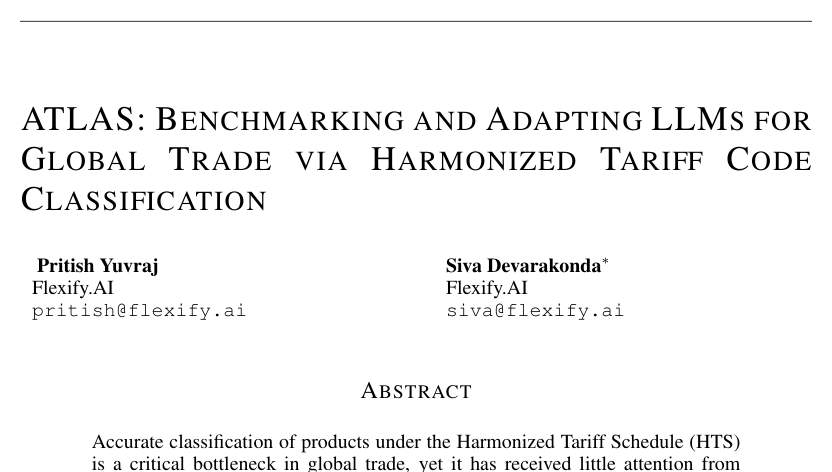 ATLAS: BENCHMARKING AND ADAPTING LLMS FOR
GLOBAL TRADE VIA HARMONIZED TARIFF CODE
CLASSIFICATION
Pritish Yuvraj
Flexify.AI
pritish@flexify.ai
Siva Devarakonda*
Flexify.AI
siva@flexify.ai
ABSTRACT
Accurate classification of products under the Harmonized Tariff Schedule (HTS)
is a critical bottleneck in global trade, yet it has received little attention from